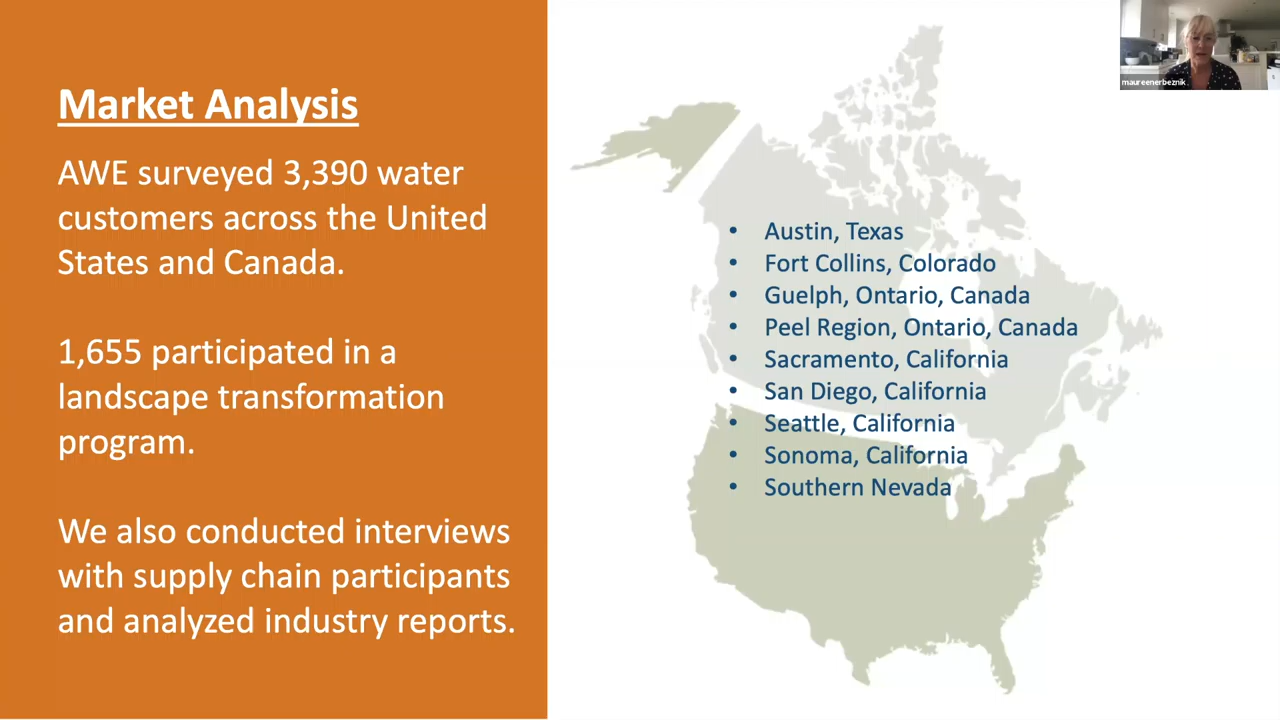 Market Analysis
AWE surveyed 3,390 water
customers across the United
States and Canada.
1,655 participated in a
landscape transformation
program.
We also conducted interviews
with supply chain participants
and analyzed industry reports.
• Austin, Texas
• Fort Collins, Colorado
• Guelph, Ontario, Canada
• Peel Region, Ontario, Canada
• Sacramento, California
• San Diego, California
• Seattle, California
• Sonoma, California
• Southern Nevada
maureenerbeznik